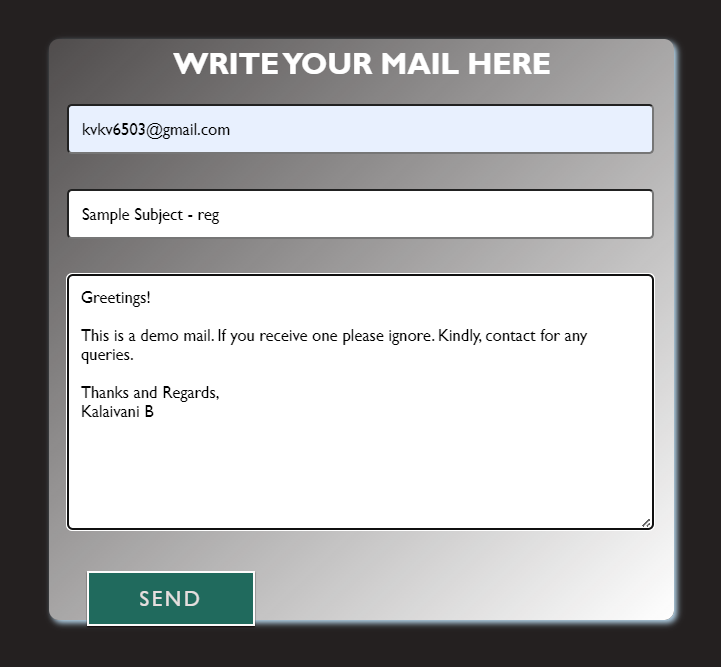 WRITE YOUR MAIL HERE
kvkv6503@gmail.com
Sample Subject - reg
Greetings!
This is a demo mail. If you receive one please ignore. Kindly, contact for any
queries.
Thanks and Regards,
Kalaivani B
SEND